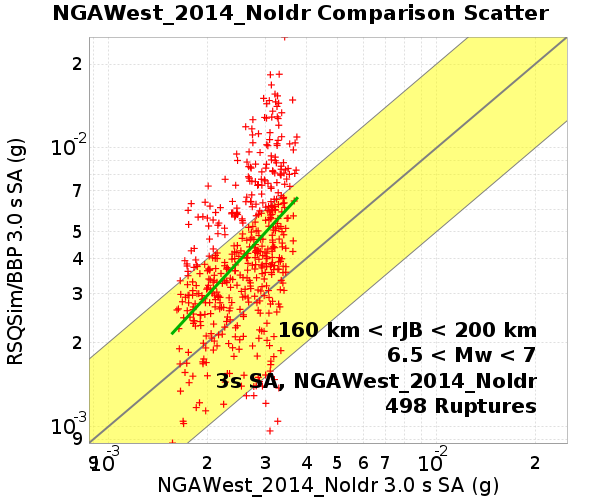 NGAWest_2014_NoIdr Comparison Scatter
RSQSim/BBP 3.0 s SA (g)
2
10-2
7
5
4
3
2
10-3
9
160 km < rJB < 200 km
6.5 < Mw < 7
3s SA, NGAWest_2014_NoIdr
498 Ruptures
9 10-3 2 3 4 5 6 7 10-2 2
NGAWest_2014_NoIdr 3.0 s SA (g)